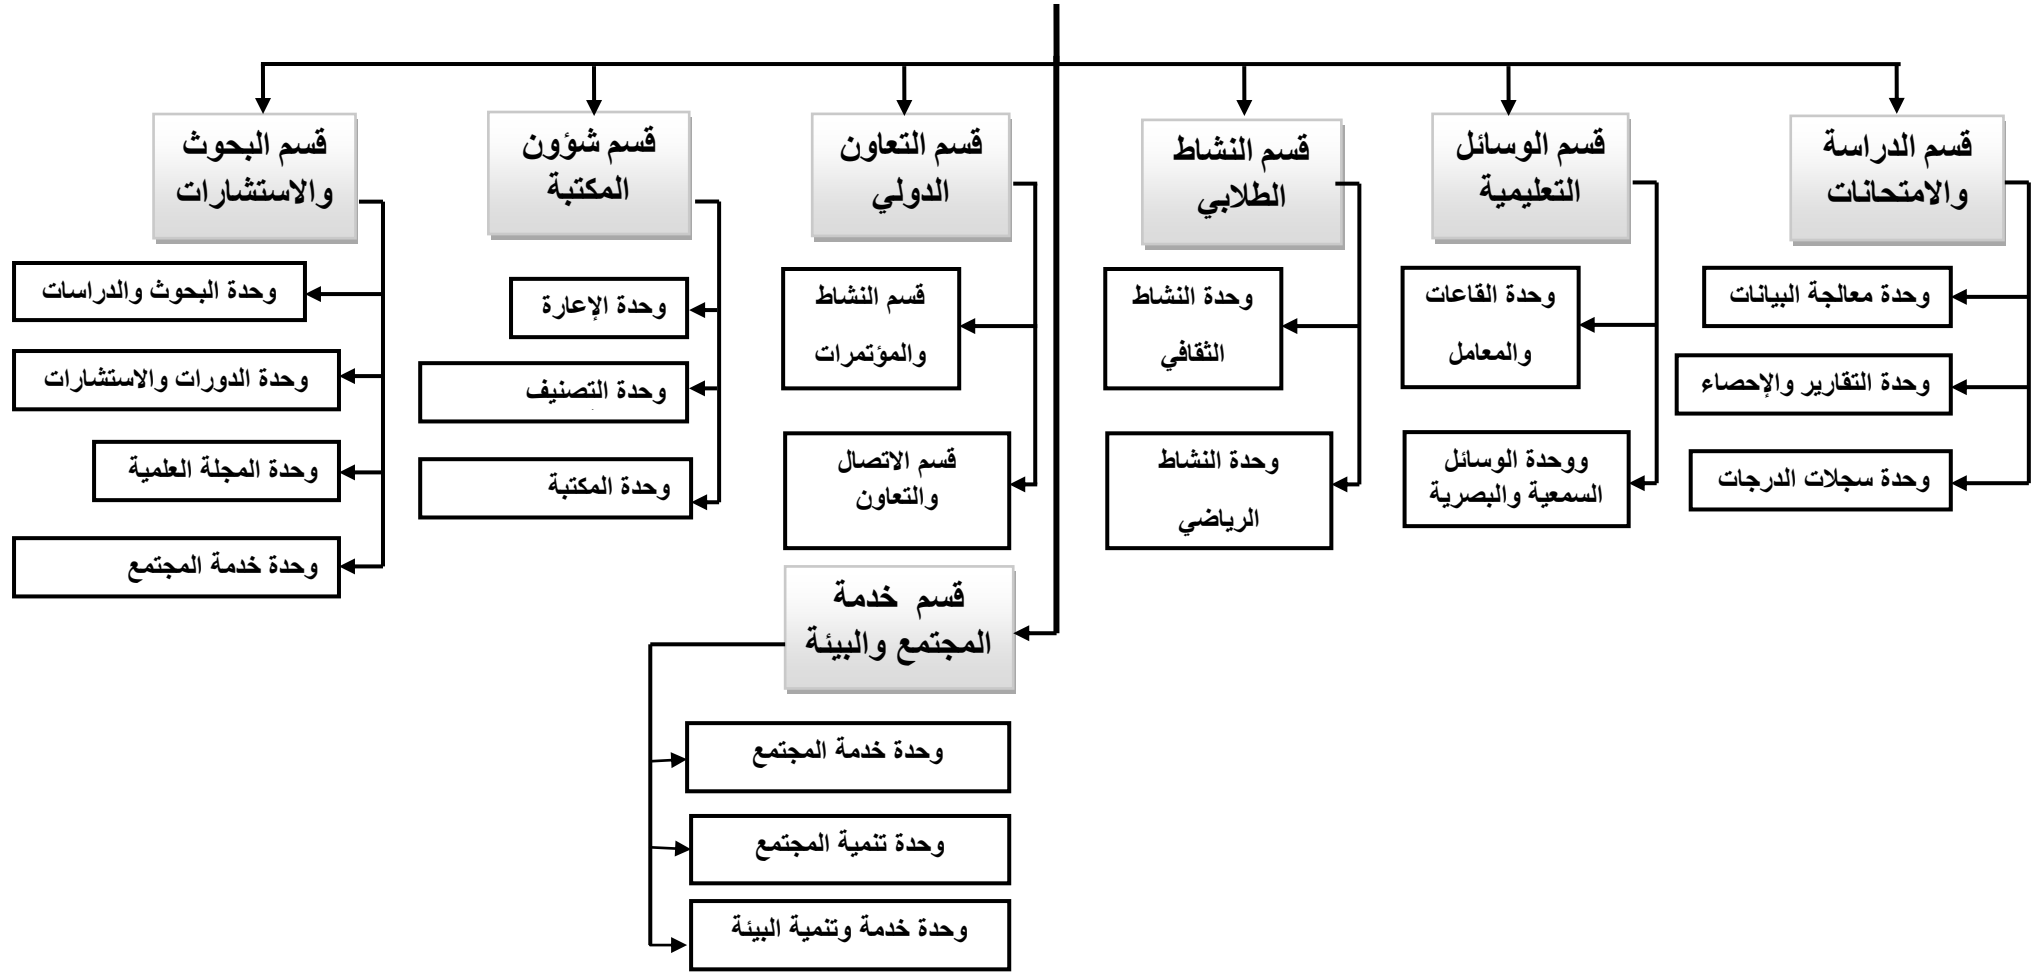 قسم الدراسة
والامتحانات
وحدة معالجة البيانات
وحدة التقارير والإحصاء
وحدة سجلات الدرجات
قسم الوسائل
التعليمية
وحدة القاعات
والمعامل
ووحدة الوسائل
السمعية والبصرية
قسم النشاط
الطلابي
وحدة النشاط
الثقافي
وحدة النشاط
الرياضي
قسم التعاون
الدولي
قسم النشاط
والمؤتمرات
قسم الاتصال
والتعاون
قسم شؤون
المكتبة
وحدة الإعارة
وحدة التصنيف
وحدة المكتبة
قسم البحوث
والاستشارات
وحدة البحوث والدراسات
وحدة الدورات والاستشارات
وحدة المجلة العلمية
وحدة خدمة المجتمع
قسم خدمة
المجتمع والبيئة
وحدة خدمة المجتمع
وحدة تنمية المجتمع
وحدة خدمة وتنمية البيئة